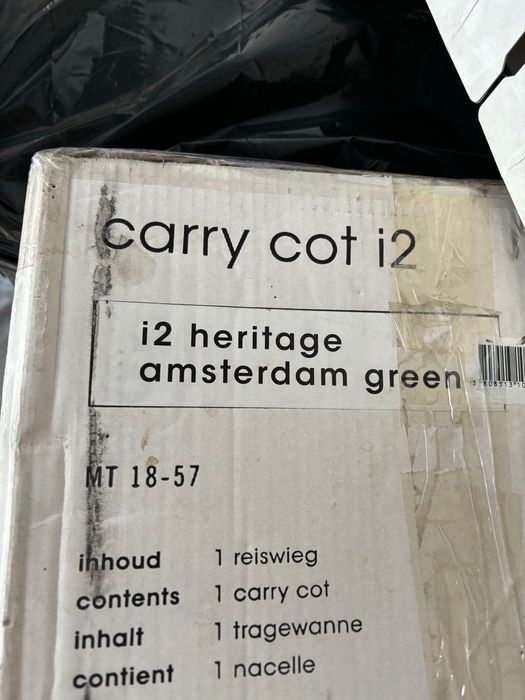 carry cot i2
i2 heritage
amsterdam green
MT 18-57
inhoud 1 reiswieg
contents 1 carry cot
inhalt 1 tragewanne
contient 1 nacelle